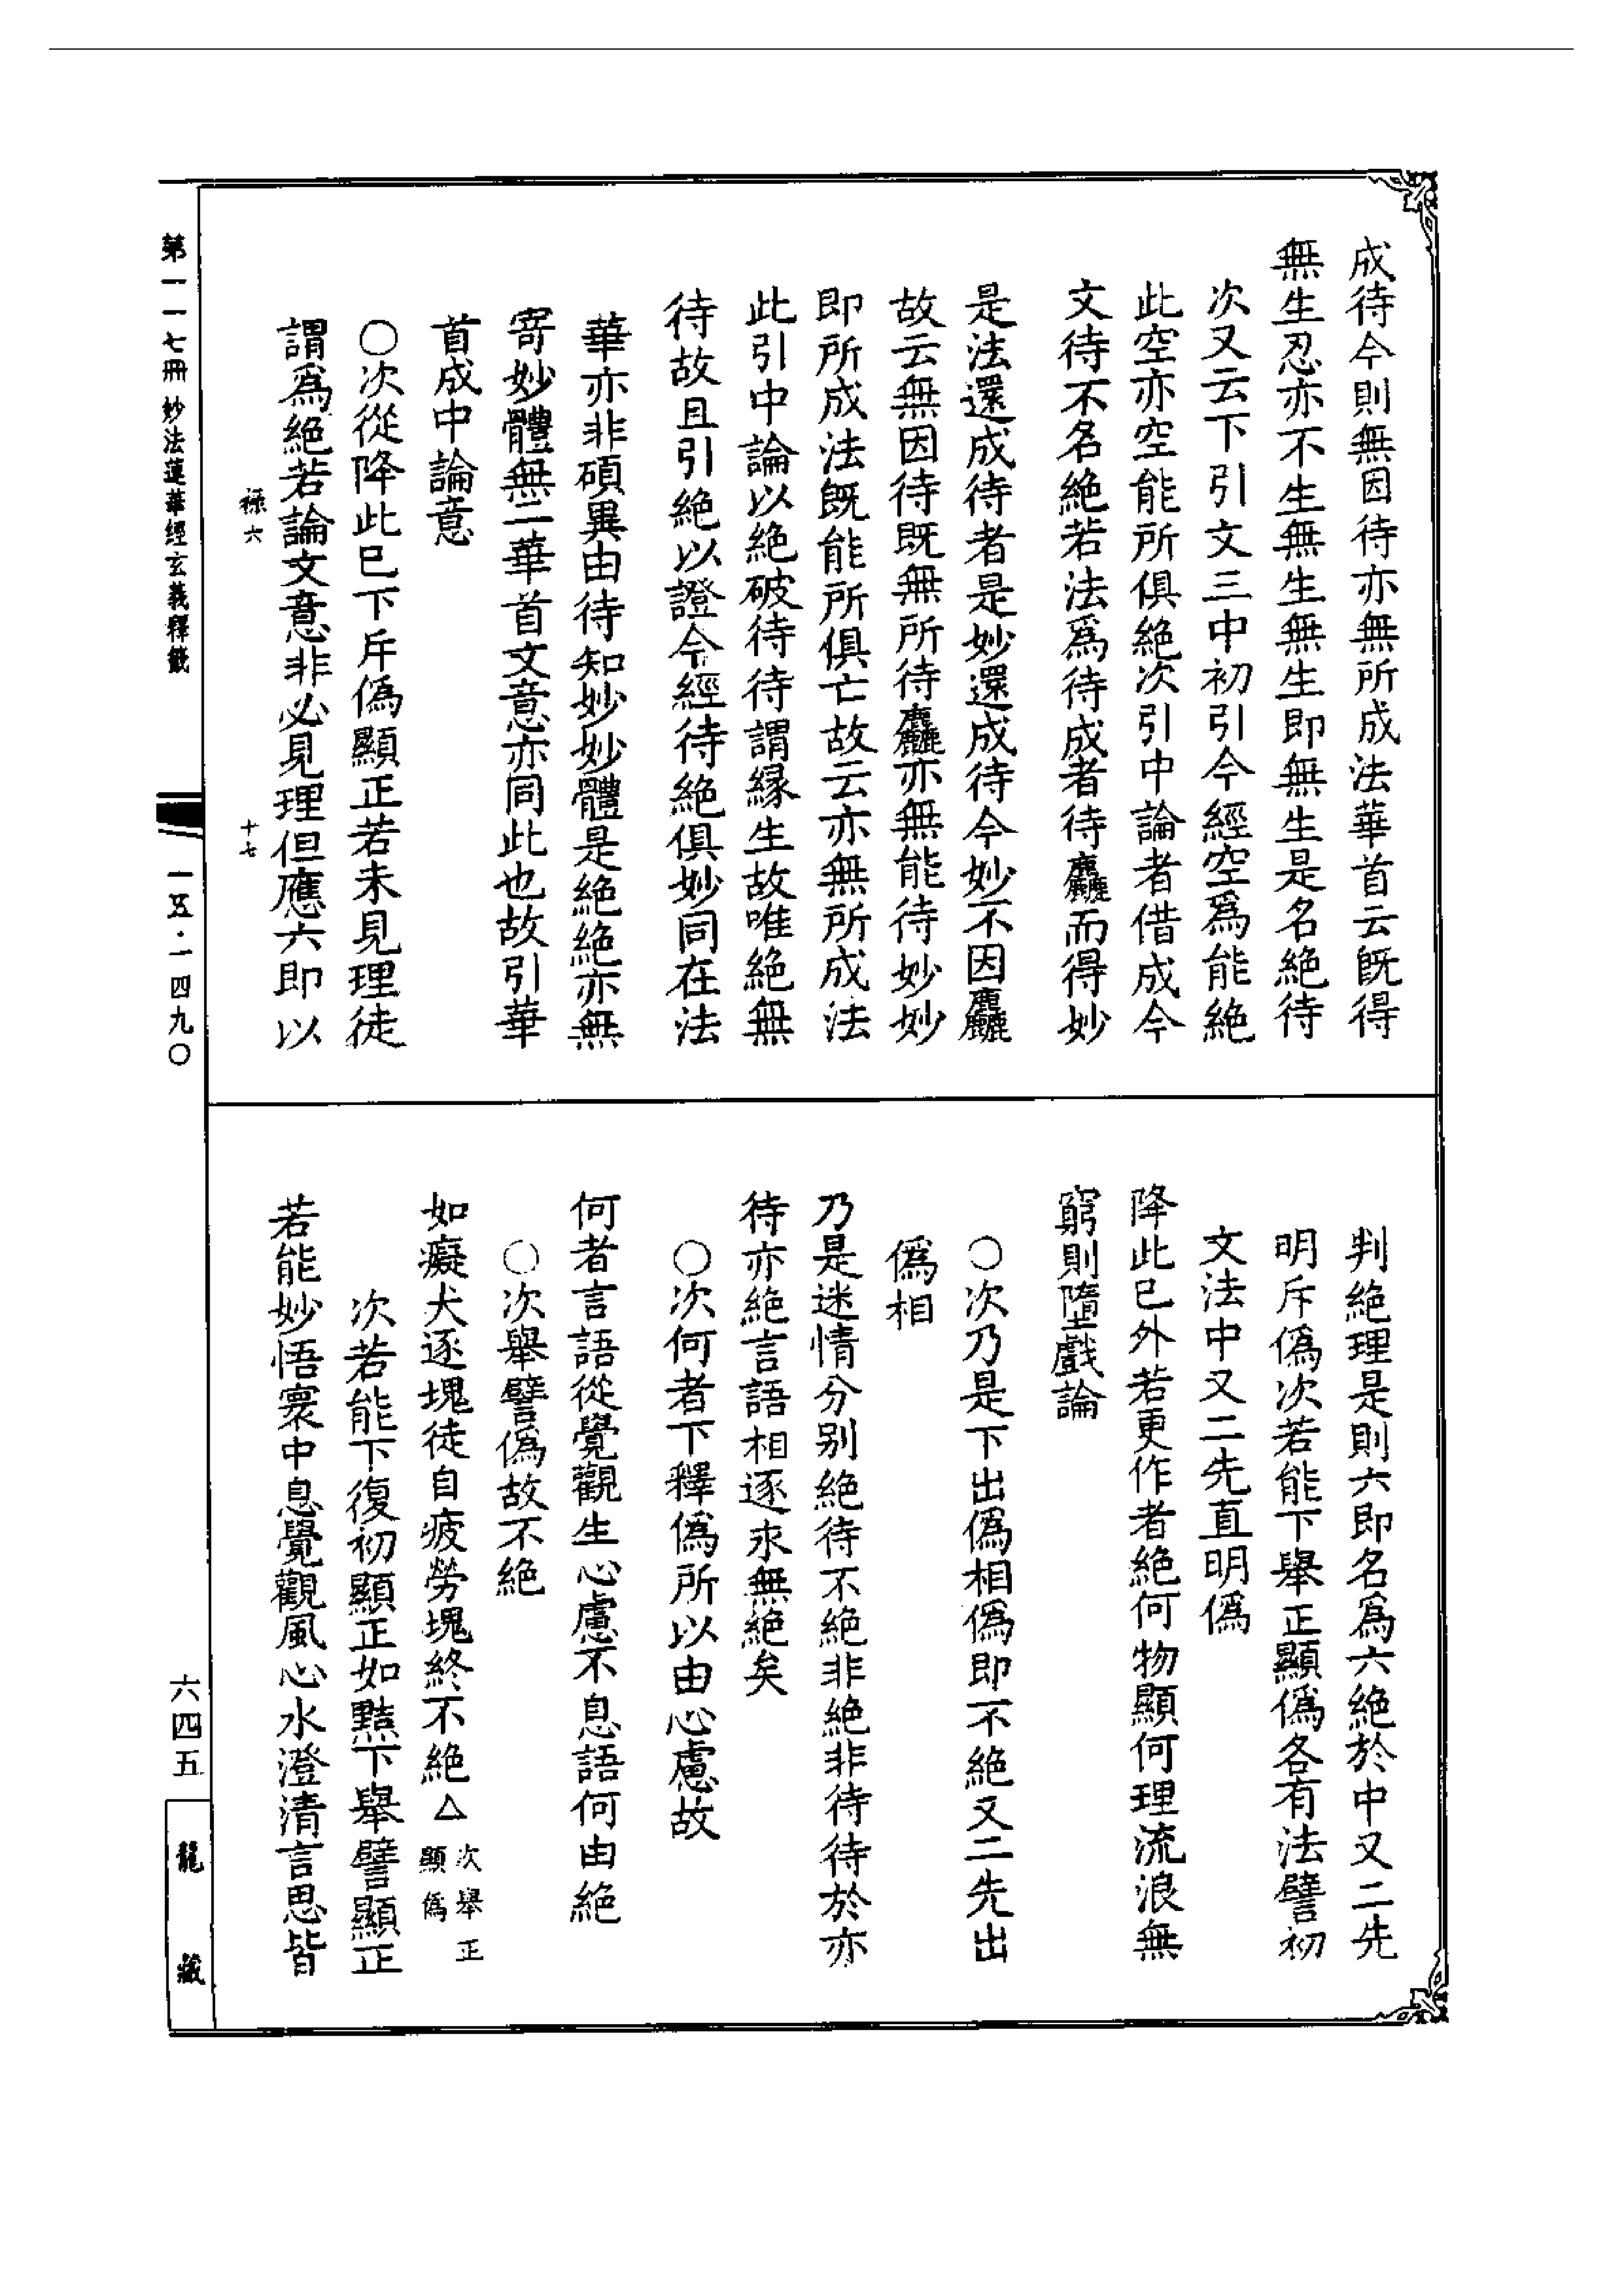 成待今則無因待亦無所成法華首云既得
無生忍亦不生無生無生即無生是名絕待
次又云下引文三中初引今經空爲能絕
此空亦空能所俱絕次引中論者借成今
文待不名絕若法爲待成者待麤而得妙
是法還成待者是妙還成待今妙不因麤
故云無因待既無所待麤亦無能待妙妙
即所成法既能所俱亡故云亦無所成法
此引中論以絕破待待謂緣生故唯絕無
待故且引絕以證今經待絕俱妙同在法
華亦非碩異由待知妙妙體是絕絕亦無
寄妙體無二華首文意亦同此也故引華
首成中論意
○次從降此已下斥僞顯正若未見理徒
謂爲絕若論文意非必見理但應六即以
判絕理是則六即名爲六絕於中又二先
明斥僞次若能下舉正顯僞各有法譬初
文法中又二先直明僞
降此已外若更作者絕何物顯何理流浪無
窮則墮戲論
○次乃是下出僞相僞即不絕又二先出
僞相
乃是迷情分別絕待不絕非絕非待待於亦
待亦絕言語相逐永無絕矣
○次何者下釋僞所以由心慮故
何者言語從覺觀生心慮不息語何由絕
○次舉譬僞故不絕
如癡犬逐塊徒自疲勞塊終不絕△次舉正顯僞
次若能下復初顯正如黠下舉譬顯正
若能妙悟寰中息覺觀風心水澄清言思皆
祿六
十七
第一一七冊 妙法蓮華經玄義釋籤
一五·一四九〇
六四五
龍藏